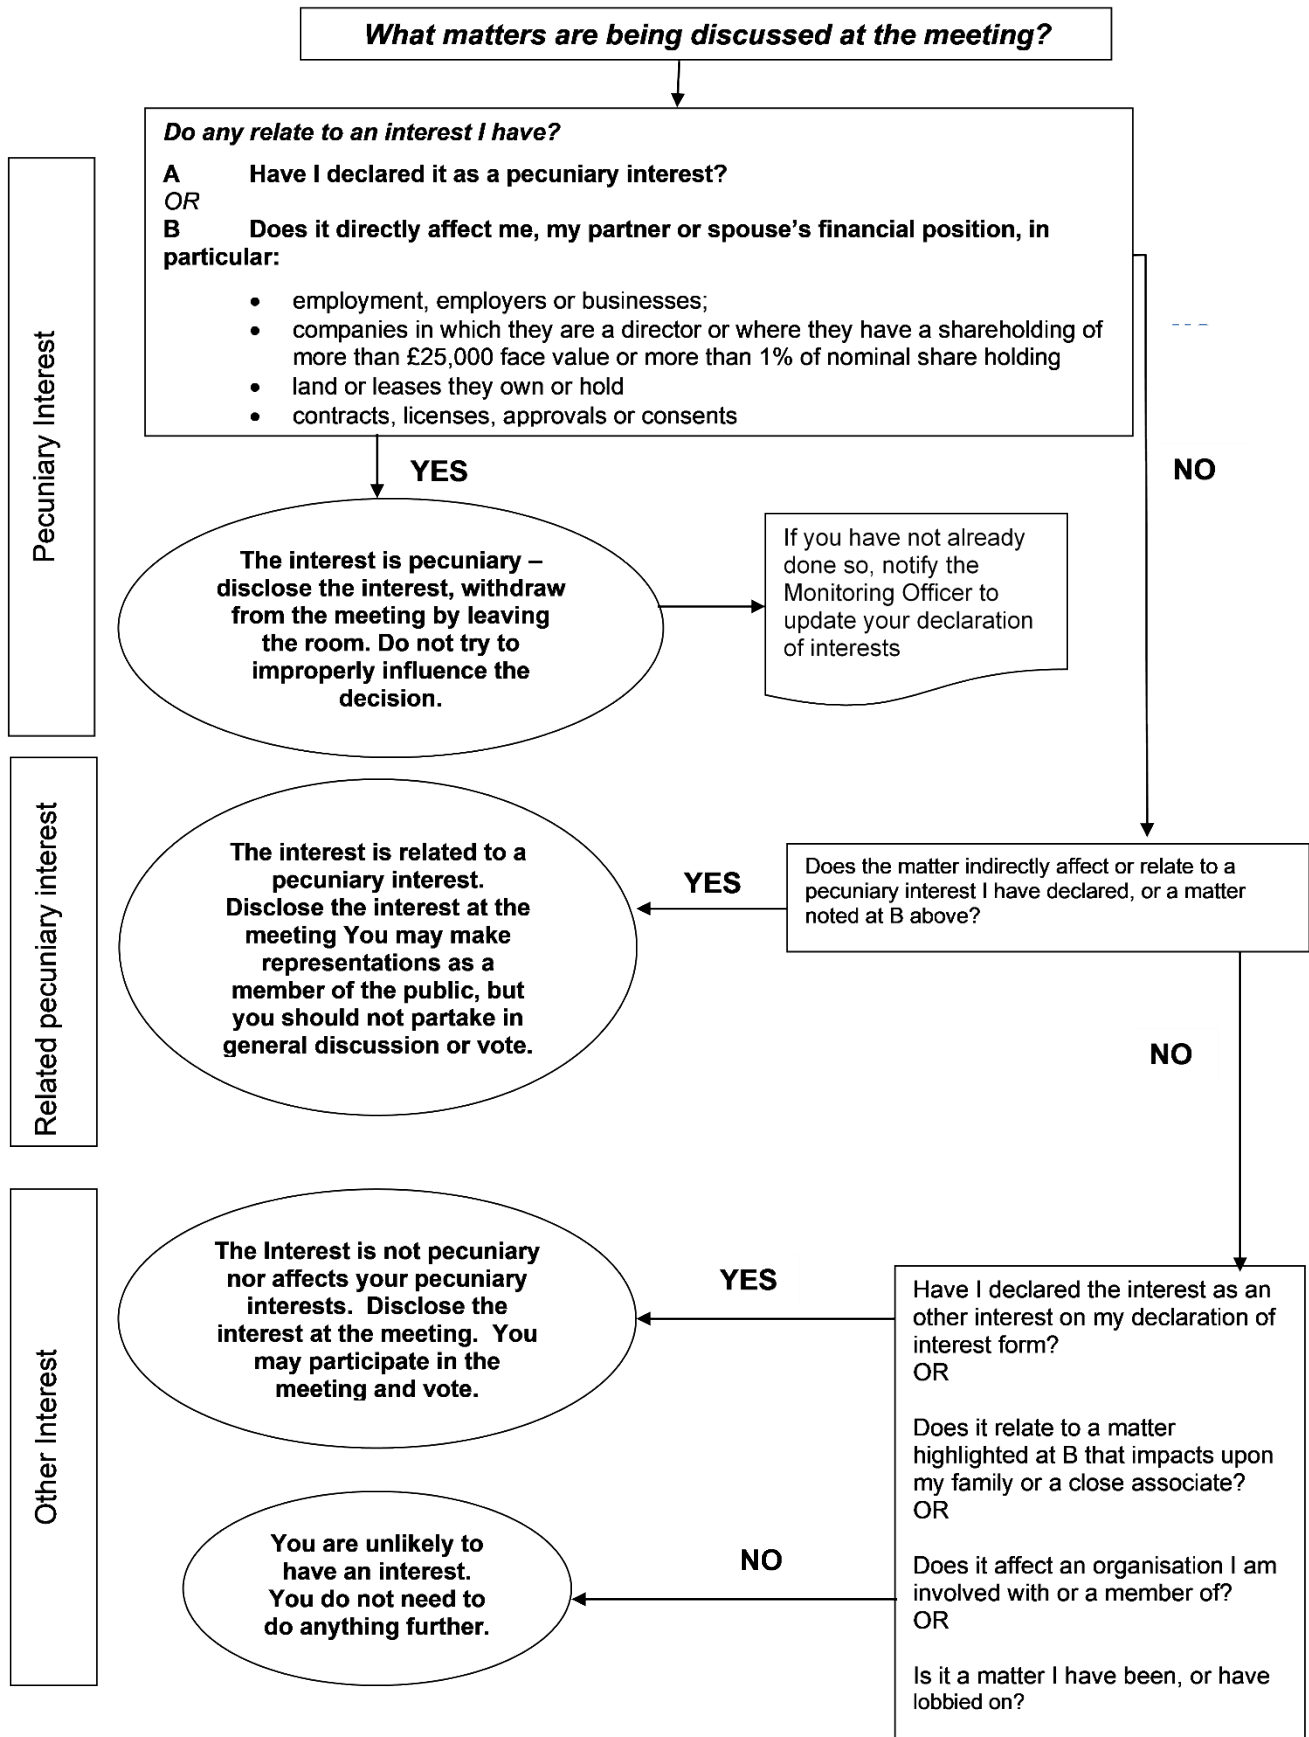 What matters are being discussed at the meeting?
Do any relate to an interest I have?
A Have I declared it as a pecuniary interest?
OR
B Does it directly affect me, my partner or spouse's financial position, in
particular:
• employment, employers or businesses;
• companies in which they are a director or where they have a shareholding of
more than £25,000 face value or more than 1% of nominal share holding
• land or leases they own or hold
• contracts, licenses, approvals or consents
Pecuniary Interest
YES
NO
The interest is pecuniary –
disclose the interest, withdraw
from the meeting by leaving
the room. Do not try to
improperly influence the
decision.
If you have not already
done so, notify the
Monitoring Officer to
update your declaration
of interests
Related pecuniary interest
The interest is related to a
pecuniary interest.
Disclose the interest at the
meeting You may make
representations as a
member of the public, but
you should not partake in
general discussion or vote.
YES
Does the matter indirectly affect or relate to a
pecuniary interest I have declared, or a matter
noted at B above?
NO
Other Interest
The Interest is not pecuniary
nor affects your pecuniary
interests. Disclose the
interest at the meeting. You
may participate in the
meeting and vote.
YES
Have I declared the interest as an
other interest on my declaration of
interest form?
OR
Does it relate to a matter
highlighted at B that impacts upon
my family or a close associate?
OR
Does it affect an organisation I am
involved with or a member of?
OR
Is it a matter I have been, or have
lobbied on?
NO
You are unlikely to
have an interest.
You do not need to
do anything further.